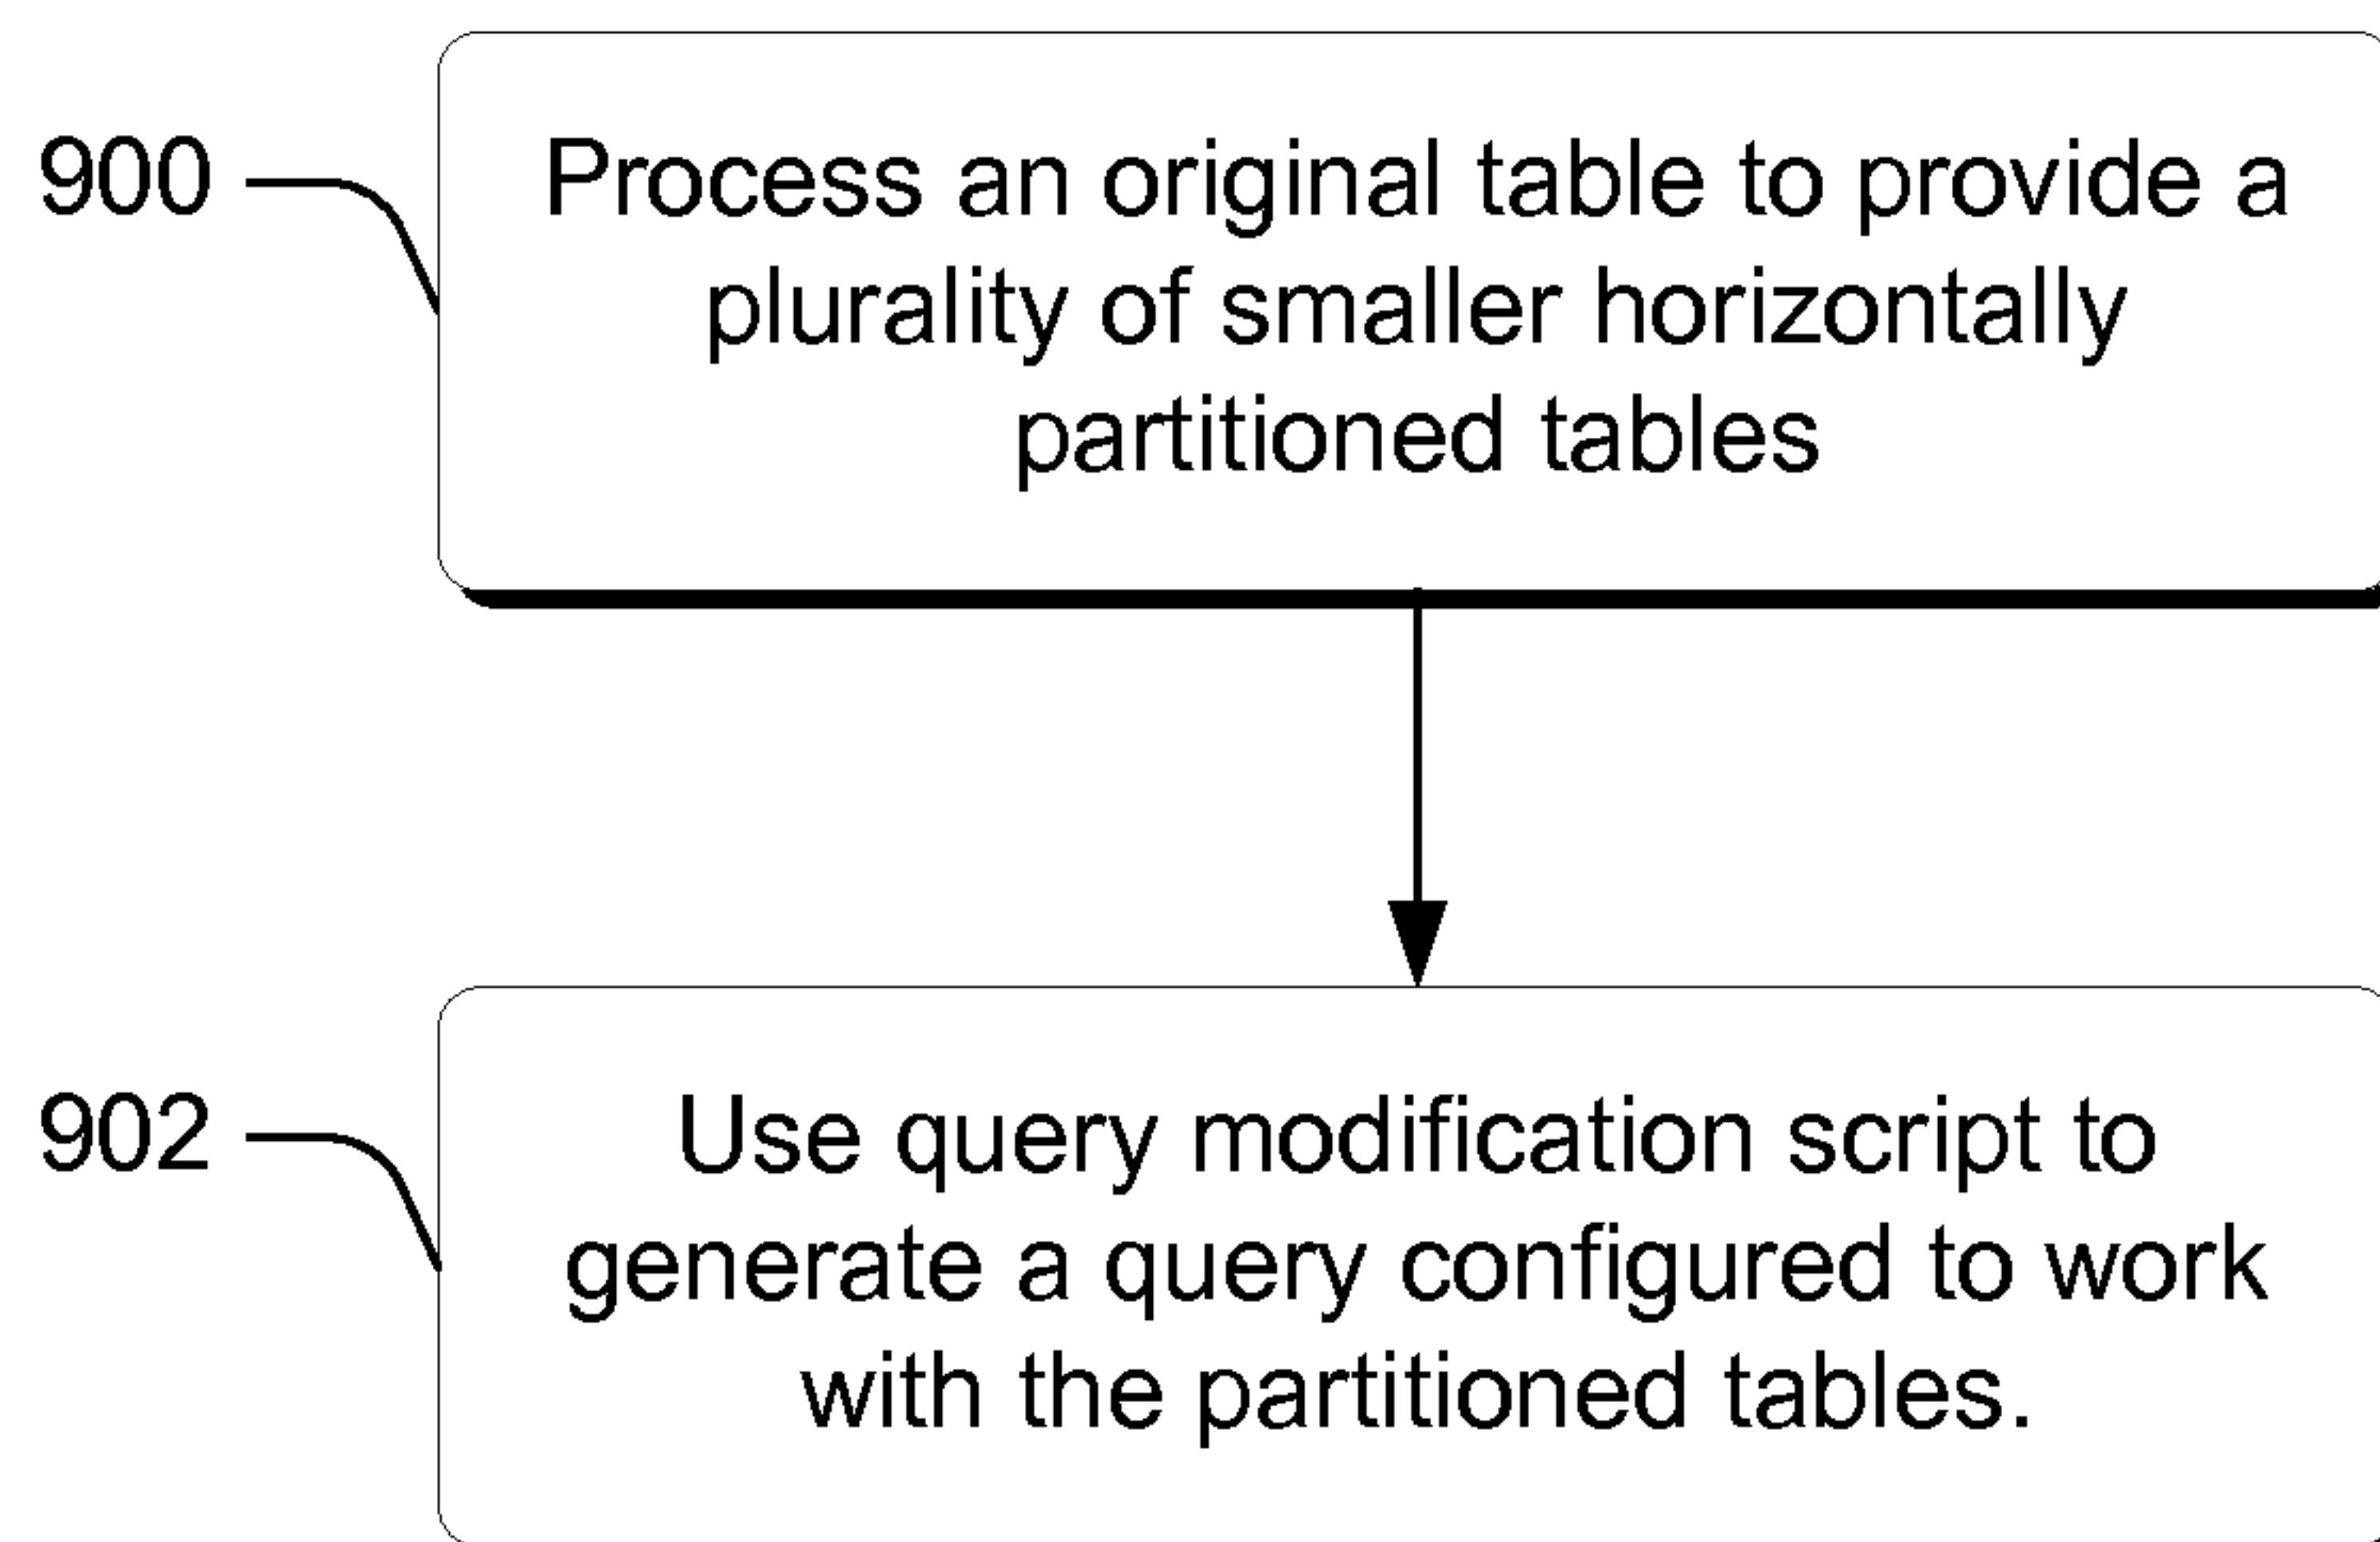 900
Process an original table to provide a
plurality of smaller horizontally
partitioned tables
902
Use query modification script to
generate a query configured to work
with the partitioned tables.